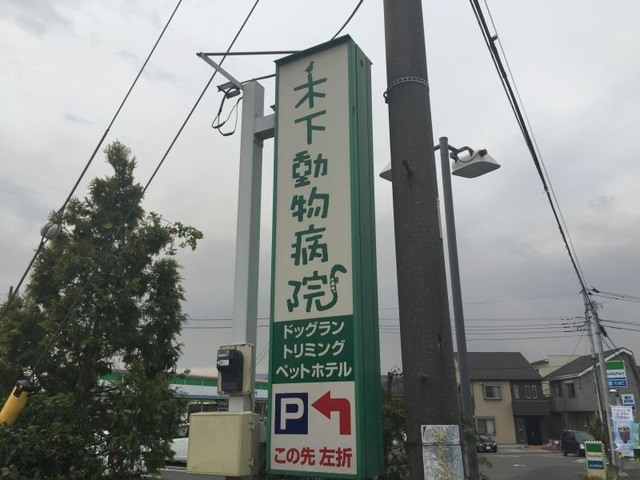 木下動物病院
ドッグラン
トリミング
ペットホテル
P
この先 左折
FamilyMart